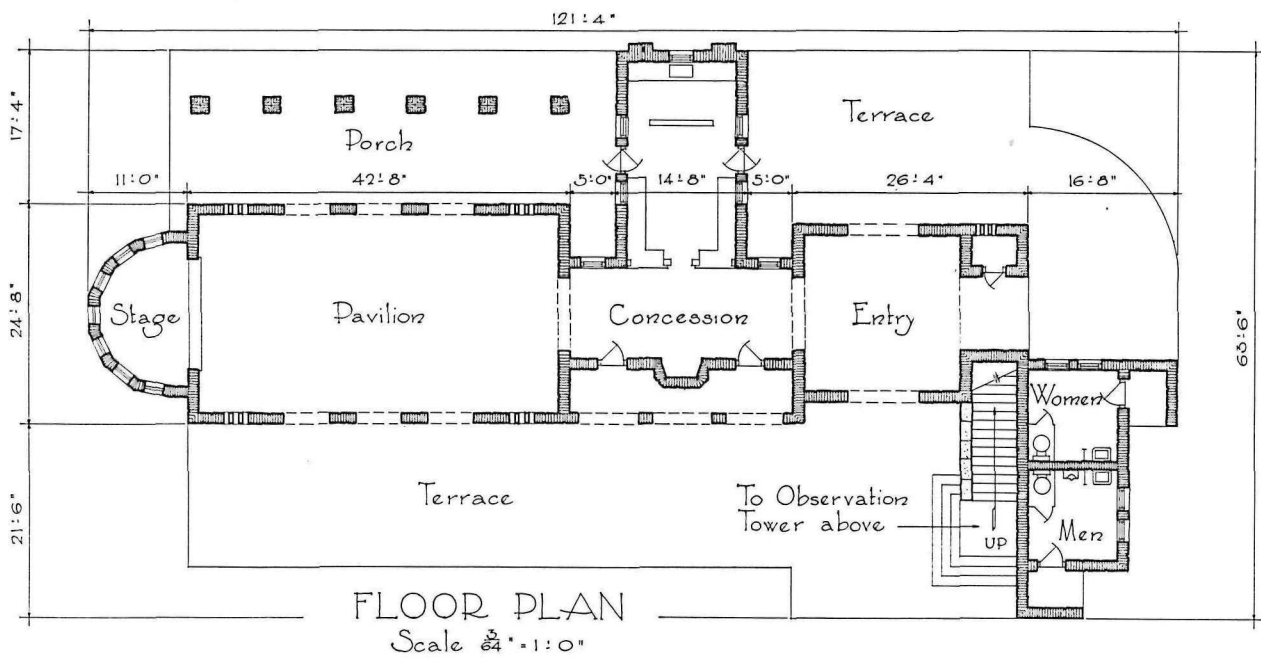 121'-4"
17'-4"
Porch
Terrace
11'-0"
42'-8"
5'-0"
14'-8"
5'-0"
26'-4"
16'-8"
24'-8"
Stage
Pavilion
Concession
Entry
63'-6"
Women
21'-6"
Terrace
To Observation
Tower above
UP
Men
FLOOR PLAN
Scale 3/64" = 1'-0"